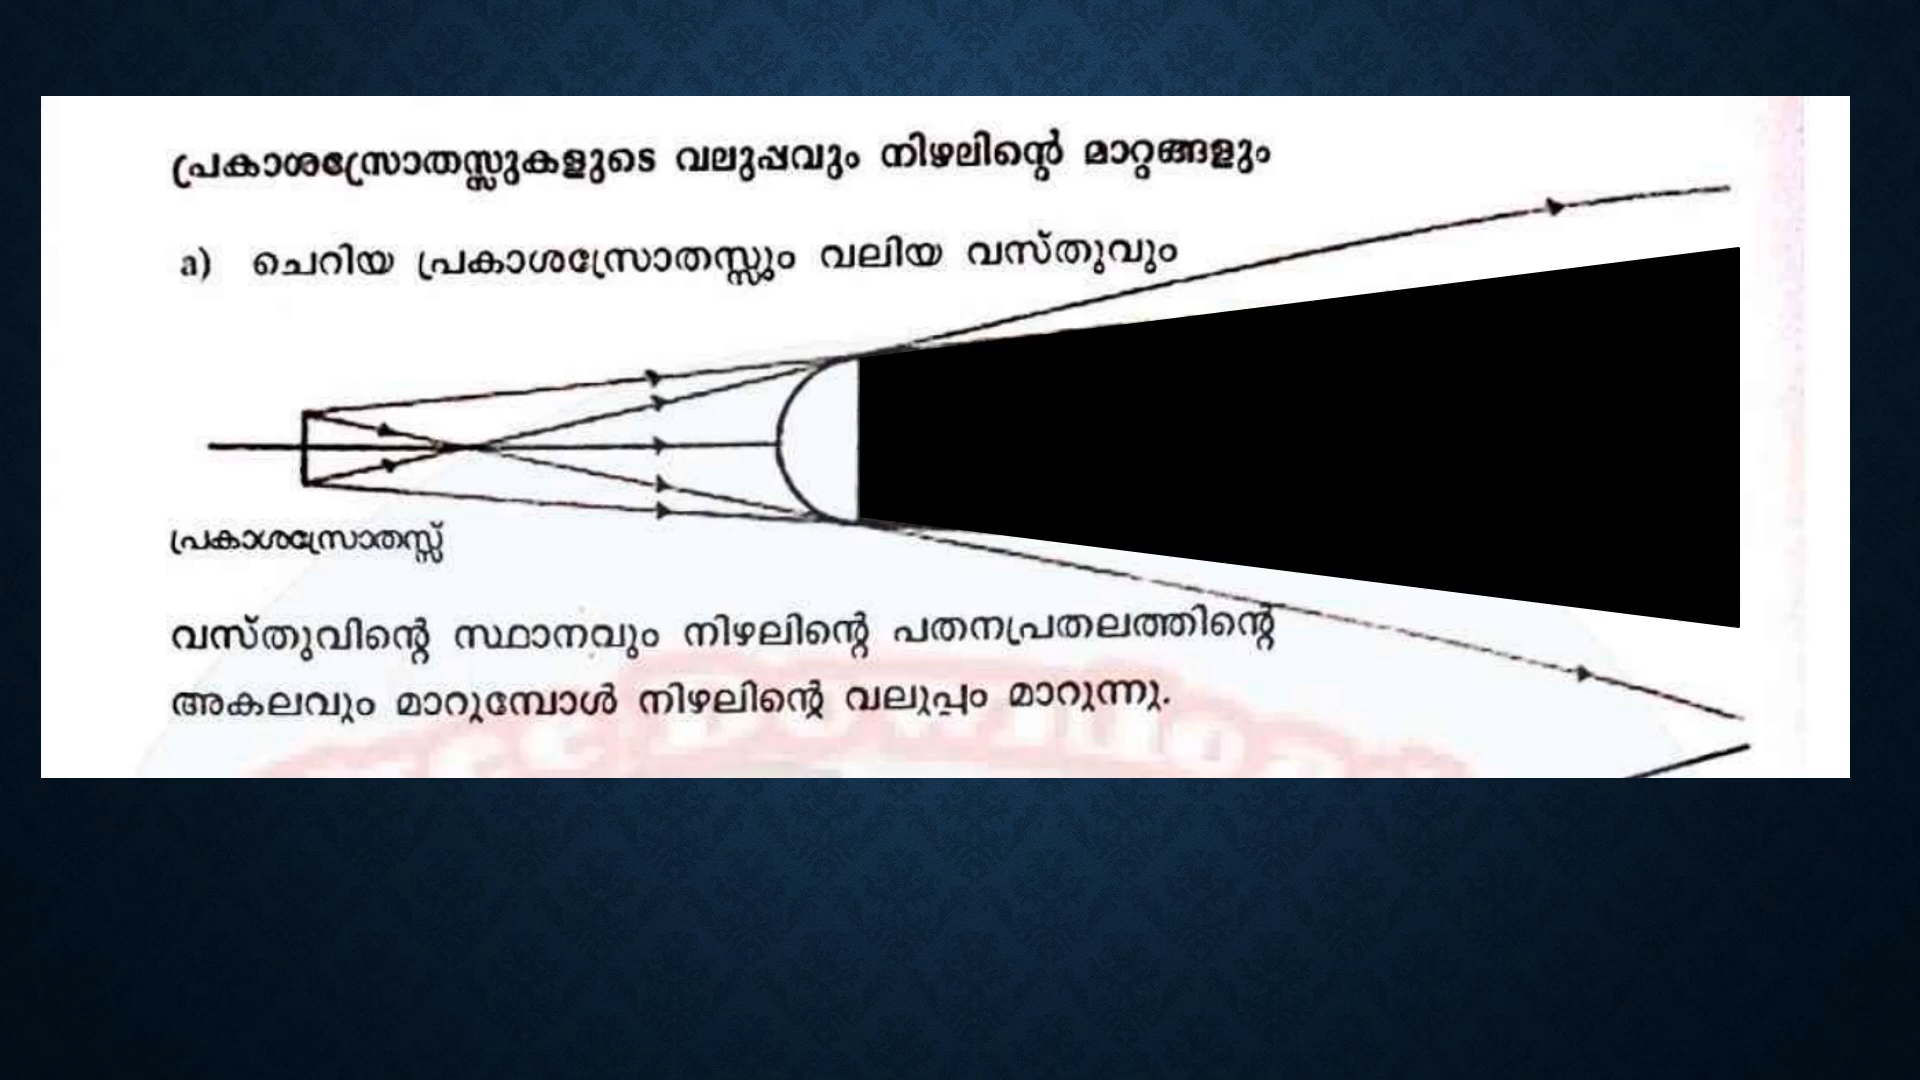 പ്രകാശസ്രോതസ്സുകളുടെ വലുപ്പവും നിഴലിന്റെ മാറ്റങ്ങളും
a) ചെറിയ പ്രകാശസ്രോതസ്സും വലിയ വസ്തുവും
പ്രകാശസ്രോതസ്സ്
വസ്തുവിന്റെ സ്ഥാനവും നിഴലിന്റെ പതനപ്രതലത്തിന്റെ
അകലവും മാറുമ്പോൾ നിഴലിന്റെ വലുപ്പം മാറുന്നു.